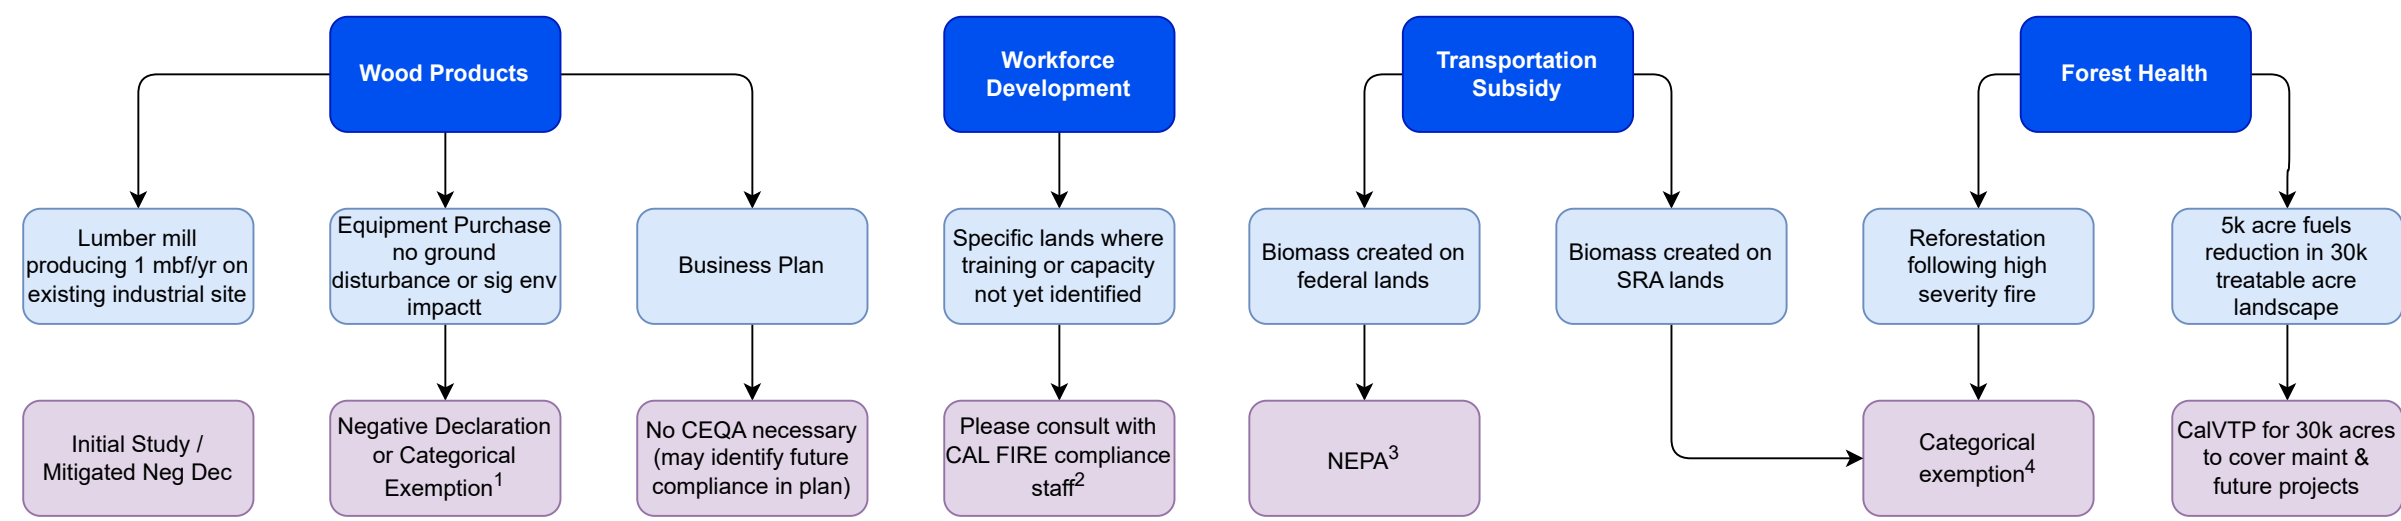 Wood Products
Workforce
Development
Transportation
Subsidy
Forest Health
Lumber mill
producing 1 mbf/yr on
existing industrial site
Equipment Purchase
no ground
disturbance or sig env
impactt
Business Plan
Specific lands where
training or capacity
not yet identified
Biomass created on
federal lands
Biomass created on
SRA lands
Reforestation
following high
severity fire
5k acre fuels
reduction in 30k
treatable acre
landscape
Initial Study /
Mitigated Neg Dec
Negative Declaration
or Categorical
Exemption1
No CEQA necessary
(may identify future
compliance in plan)
Please consult with
CAL FIRE compliance
staff2
NEPA3
Categorical
exemption4
CalVTP for 30k acres
to cover maint &
future projects